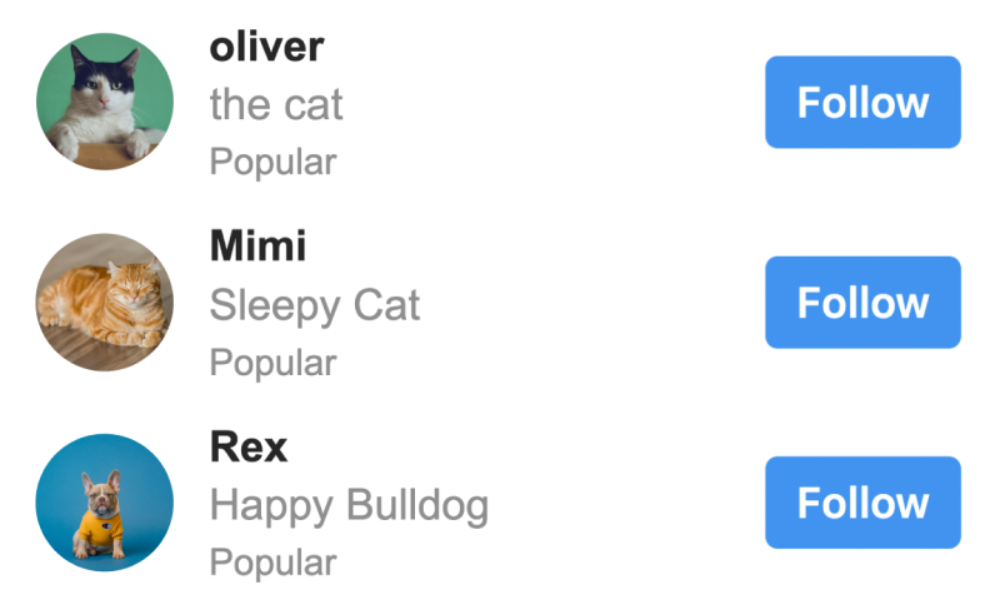 oliver
the cat
Popular
Follow
Mimi
Sleepy Cat
Popular
Follow
Rex
Happy Bulldog
Popular
Follow